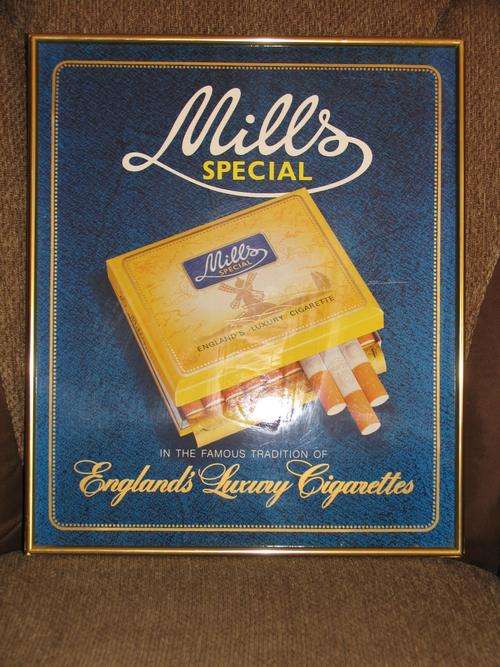 Mills
SPECIAL
Mills
SPECIAL
ENGLAND'S LUXURY CIGARETTE
IN THE FAMOUS TRADITION OF
England's Luxury Cigarettes